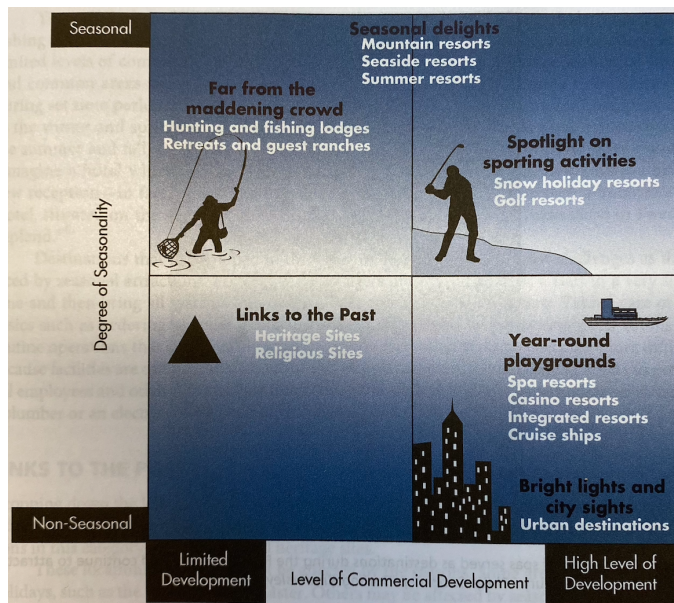 Seasonal
Seasonal delights
Mountain resorts
Seaside resorts
Summer resorts
Far from the
maddening crowd
Hunting and fishing lodges
Retreats and guest ranches
Spotlight on
sporting activities
Snow holiday resorts
Golf resorts
Degree of Seasonality
Links to the Past
Heritage Sites
Religious Sites
Year-round
playgrounds
Spa resorts
Casino resorts
Integrated resorts
Cruise ships
Bright lights and
city sights
Urban destinations
Non-Seasonal
Limited
Development
Level of Commercial Development
High Level of
Development